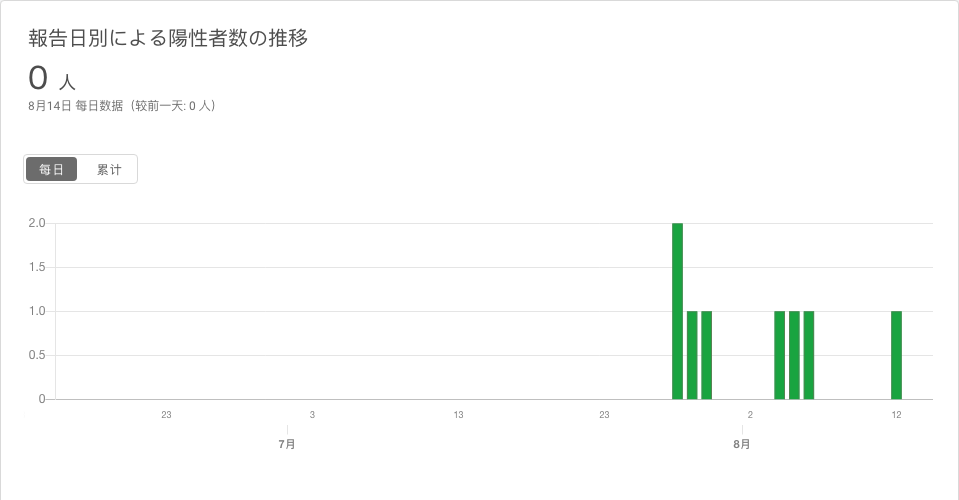 報告日別による陽性者数の推移
0 人
8月14日 每日数据（较前一天: 0 人）
每日 累计
2.0
1.5
1.0
0.5
0
23 3 13 23 2 12
7月 8月